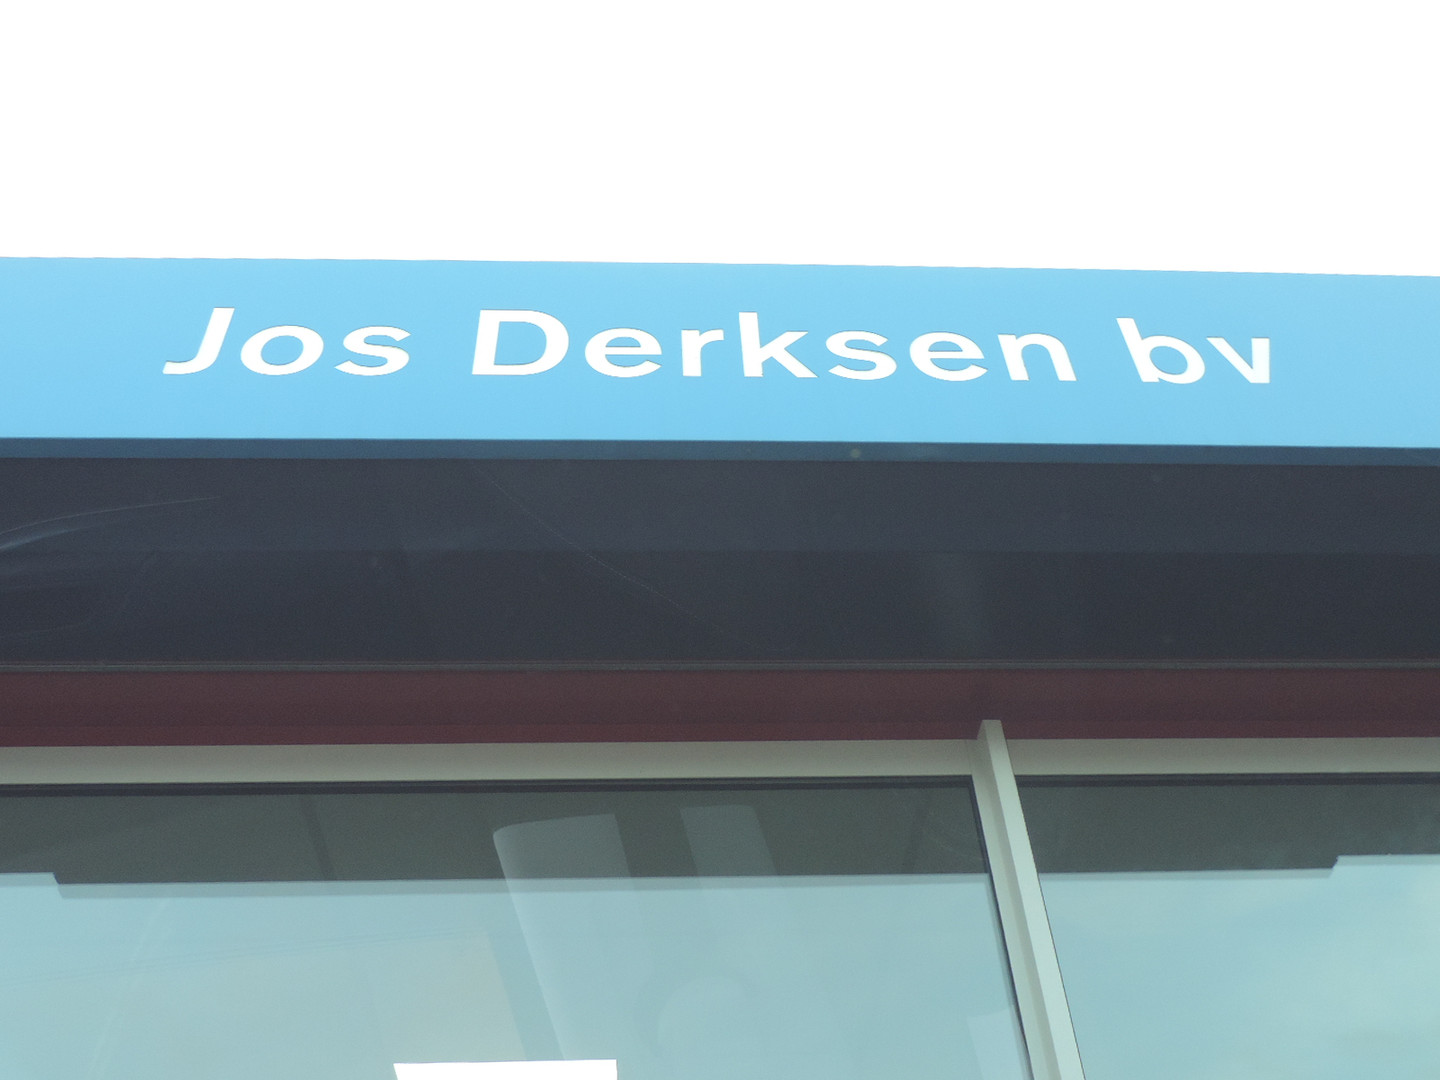 Jos Derksen bv